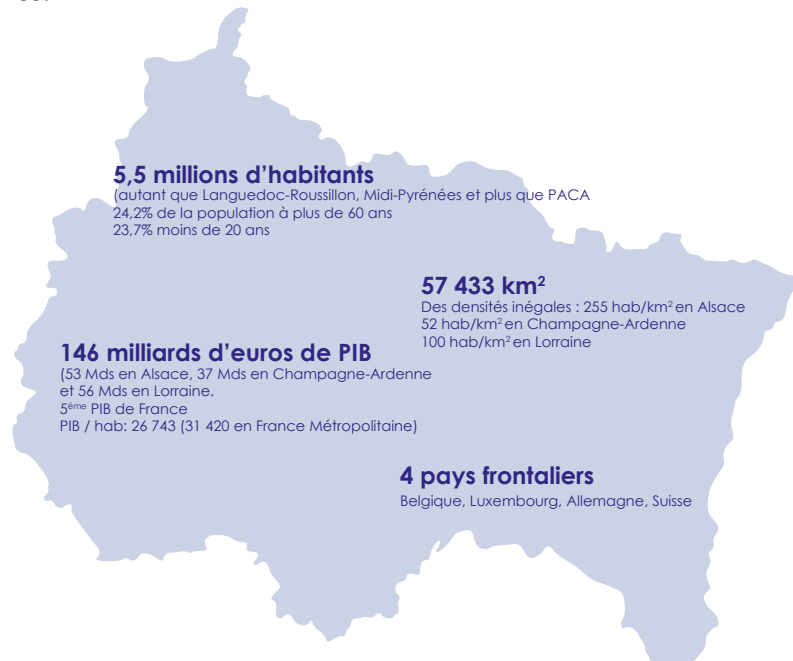 5,5 millions d'habitants
(autant que Languedoc-Roussillon, Midi-Pyrénées et plus que PACA
24,2% de la population à plus de 60 ans
23,7% moins de 20 ans
57 433 km²
Des densités inégales : 255 hab/km² en Alsace
52 hab/km² en Champagne-Ardenne
100 hab/km² en Lorraine
146 milliards d'euros de PIB
(53 Mds en Alsace, 37 Mds en Champagne-Ardenne
et 56 Mds en Lorraine.
5ème PIB de France
PIB / hab: 26 743 (31 420 en France Métropolitaine)
4 pays frontaliers
Belgique, Luxembourg, Allemagne, Suisse